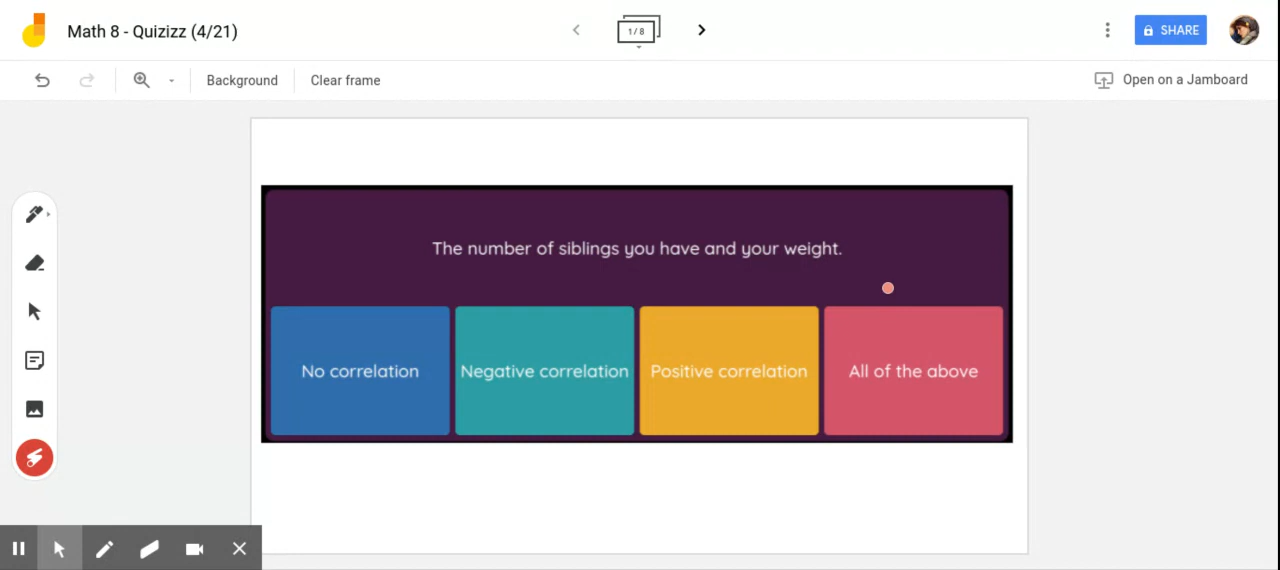 Math 8 - Quizizz (4/21)
1 / 8
SHARE
Background
Clear frame
Open on a Jamboard
The number of siblings you have and your weight.
No correlation
Negative correlation
Positive correlation
All of the above